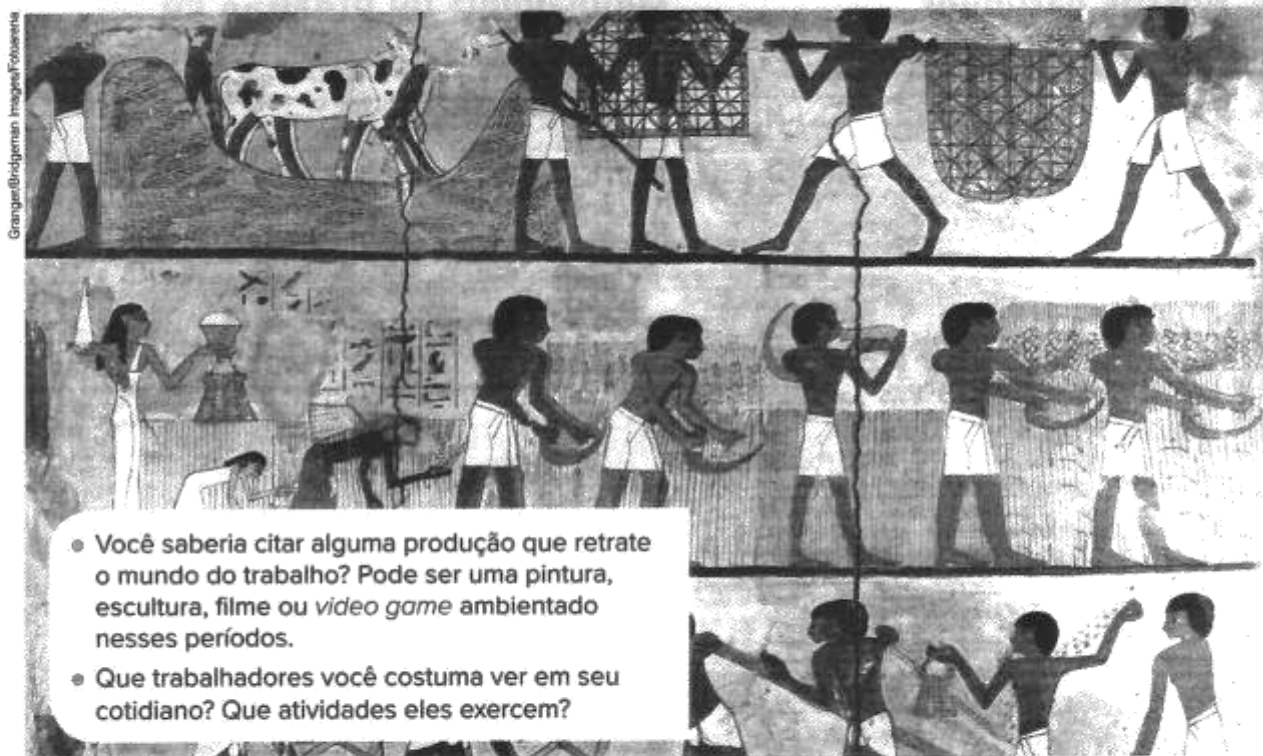 Granger/Bridgeman Images/Fotoarena
• Você saberia citar alguma produção que retrate
o mundo do trabalho? Pode ser uma pintura,
escultura, filme ou video game ambientado
nesses períodos.
• Que trabalhadores você costuma ver em seu
cotidiano? Que atividades eles exercem?